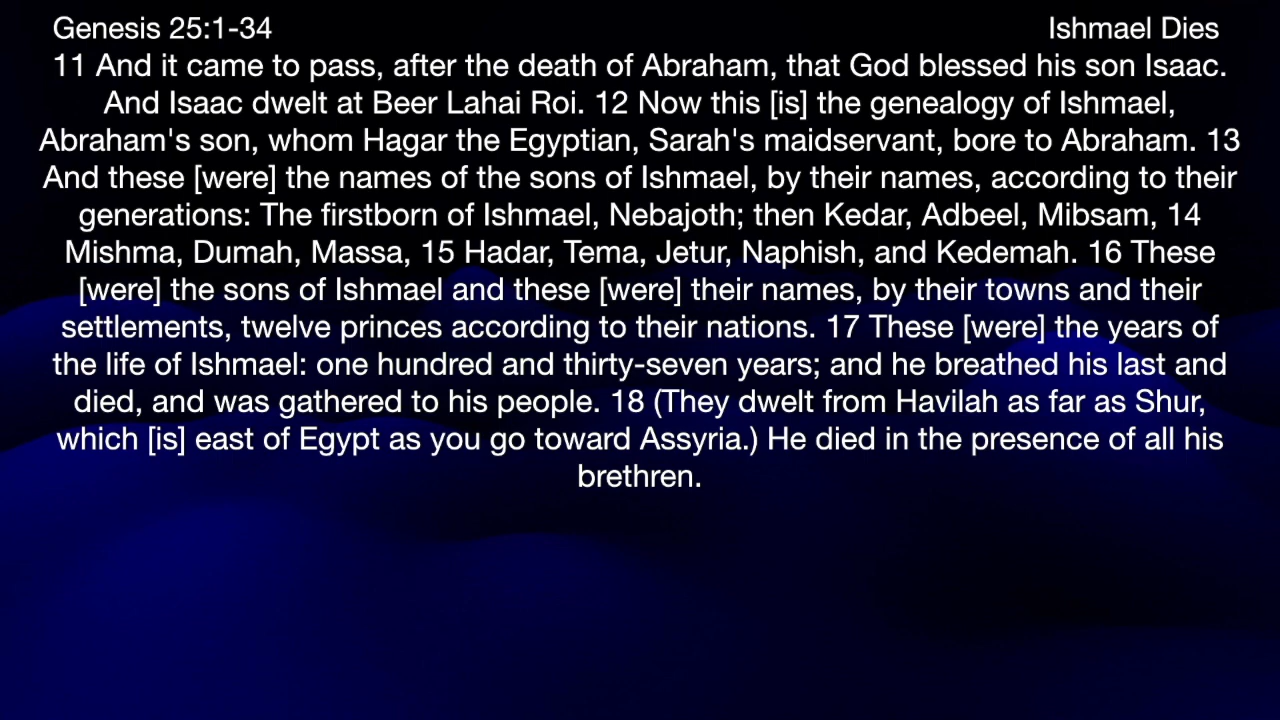 Genesis 25:1-34
Ishmael Dies
11 And it came to pass, after the death of Abraham, that God blessed his son Isaac.
And Isaac dwelt at Beer Lahai Roi. 12 Now this [is] the genealogy of Ishmael,
Abraham's son, whom Hagar the Egyptian, Sarah's maidservant, bore to Abraham. 13
And these [were] the names of the sons of Ishmael, by their names, according to their
generations: The firstborn of Ishmael, Nebajoth; then Kedar, Adbeel, Mibsam, 14
Mishma, Dumah, Massa, 15 Hadar, Tema, Jetur, Naphish, and Kedemah. 16 These
[were] the sons of Ishmael and these [were] their names, by their towns and their
settlements, twelve princes according to their nations. 17 These [were] the years of
the life of Ishmael: one hundred and thirty-seven years; and he breathed his last and
died, and was gathered to his people. 18 (They dwelt from Havilah as far as Shur,
which [is] east of Egypt as you go toward Assyria.) He died in the presence of all his
brethren.